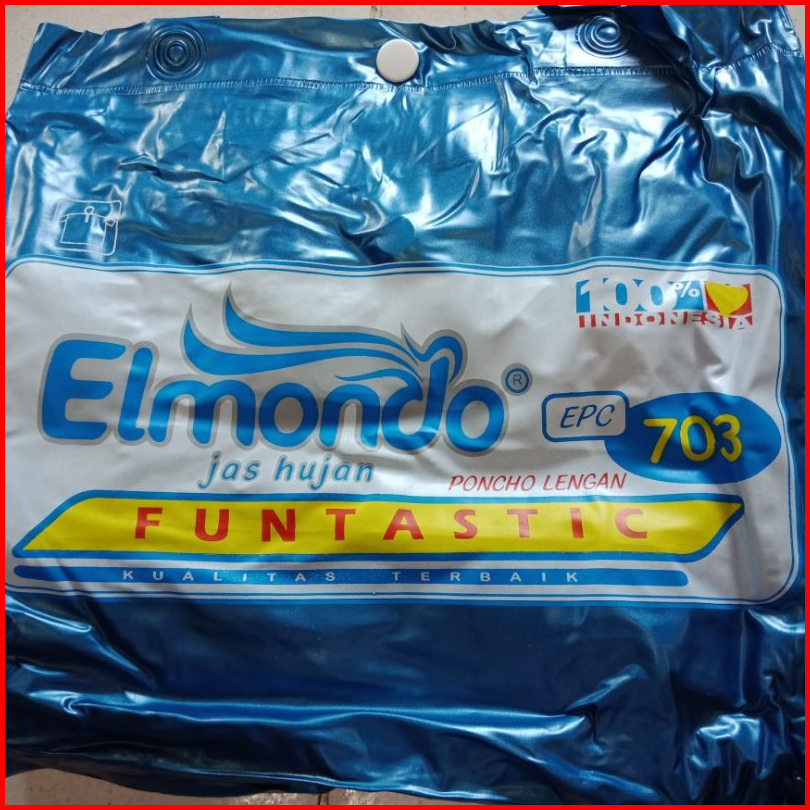 100% INDONESIA
Elmondo®
jas hujan
EPC 703
PONCHO LENGAN
FUNTASTIC
KUALITAS TERBAIK